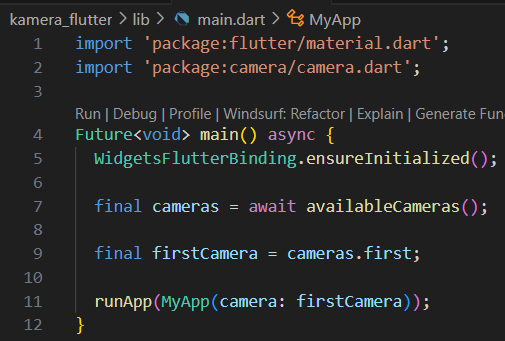 kamera_flutter > lib > main.dart > MyApp
1 import 'package:flutter/material.dart';
2 import 'package:camera/camera.dart';
3
Run | Debug | Profile | Windsurf: Refactor | Explain | Generate Fun
4 Future<void> main() async {
5   WidgetsFlutterBinding.ensureInitialized();
6
7   final cameras = await availableCameras();
8
9   final firstCamera = cameras.first;
10
11   runApp(MyApp(camera: firstCamera));
12 }